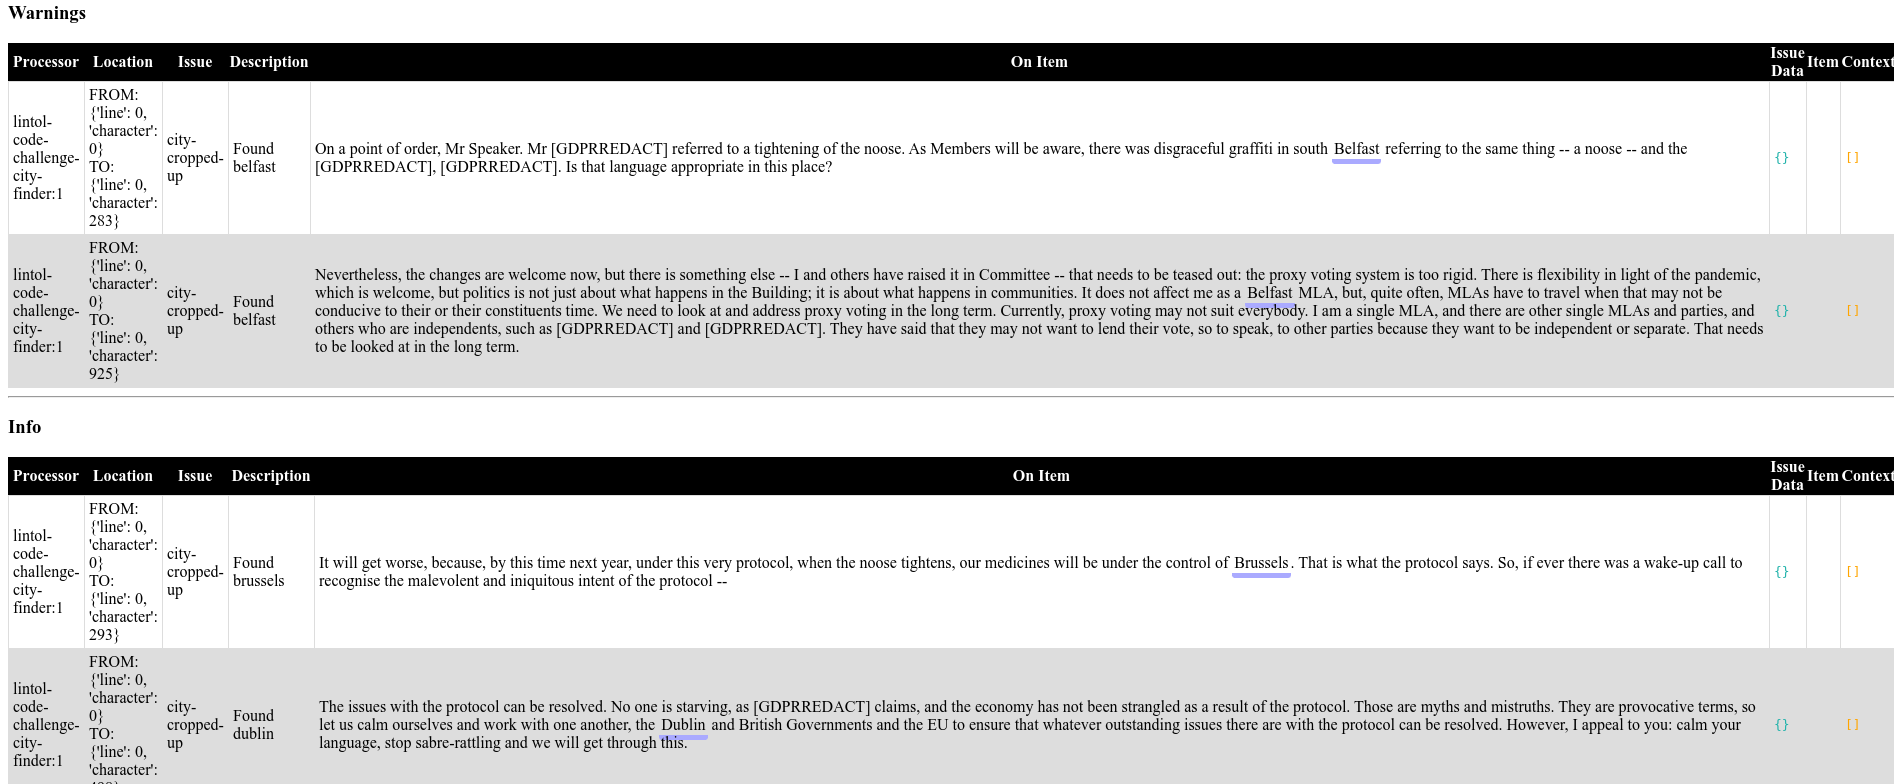 Warnings
Processor Location Issue Description On Item Issue Data Item Context
lintol-
code-
challenge-
city-
finder:1
FROM:
{'line': 0,
'character':
0}
TO:
{'line': 0,
'character':
283}
city-
cropped-
up
Found
belfast
On a point of order, Mr Speaker. Mr [GDPRREDACT] referred to a tightening of the noose. As Members will be aware, there was disgraceful graffiti in south Belfast referring to the same thing -- a noose -- and the
[GDPRREDACT], [GDPRREDACT]. Is that language appropriate in this place?
{}
[]
lintol-
code-
challenge-
city-
finder:1
FROM:
{'line': 0,
'character':
0}
TO:
{'line': 0,
'character':
925}
city-
cropped-
up
Found
belfast
Nevertheless, the changes are welcome now, but there is something else -- I and others have raised it in Committee -- that needs to be teased out: the proxy voting system is too rigid. There is flexibility in light of the pandemic,
which is welcome, but politics is not just about what happens in the Building; it is about what happens in communities. It does not affect me as a Belfast MLA, but, quite often, MLAs have to travel when that may not be
conducive to their or their constituents time. We need to look at and address proxy voting in the long term. Currently, proxy voting may not suit everybody. I am a single MLA, and there are other single MLAs and parties, and
others who are independents, such as [GDPRREDACT] and [GDPRREDACT]. They have said that they may not want to lend their vote, so to speak, to other parties because they want to be independent or separate. That needs
to be looked at in the long term.
{}
[]
Info
Processor Location Issue Description On Item Issue Data Item Context
lintol-
code-
challenge-
city-
finder:1
FROM:
{'line': 0,
'character':
0}
TO:
{'line': 0,
'character':
293}
city-
cropped-
up
Found
brussels
It will get worse, because, by this time next year, under this very protocol, when the noose tightens, our medicines will be under the control of Brussels. That is what the protocol says. So, if ever there was a wake-up call to
recognise the malevolent and iniquitous intent of the protocol --
{}
[]
lintol-
code-
challenge-
city-
finder:1
FROM:
{'line': 0,
'character':
0}
TO:
{'line': 0,
'character':
city-
cropped-
up
Found
dublin
The issues with the protocol can be resolved. No one is starving, as [GDPRREDACT] claims, and the economy has not been strangled as a result of the protocol. Those are myths and mistruths. They are provocative terms, so
let us calm ourselves and work with one another, the Dublin and British Governments and the EU to ensure that whatever outstanding issues there are with the protocol can be resolved. However, I appeal to you: calm your
language, stop sabre-rattling and we will get through this.
{}
[]